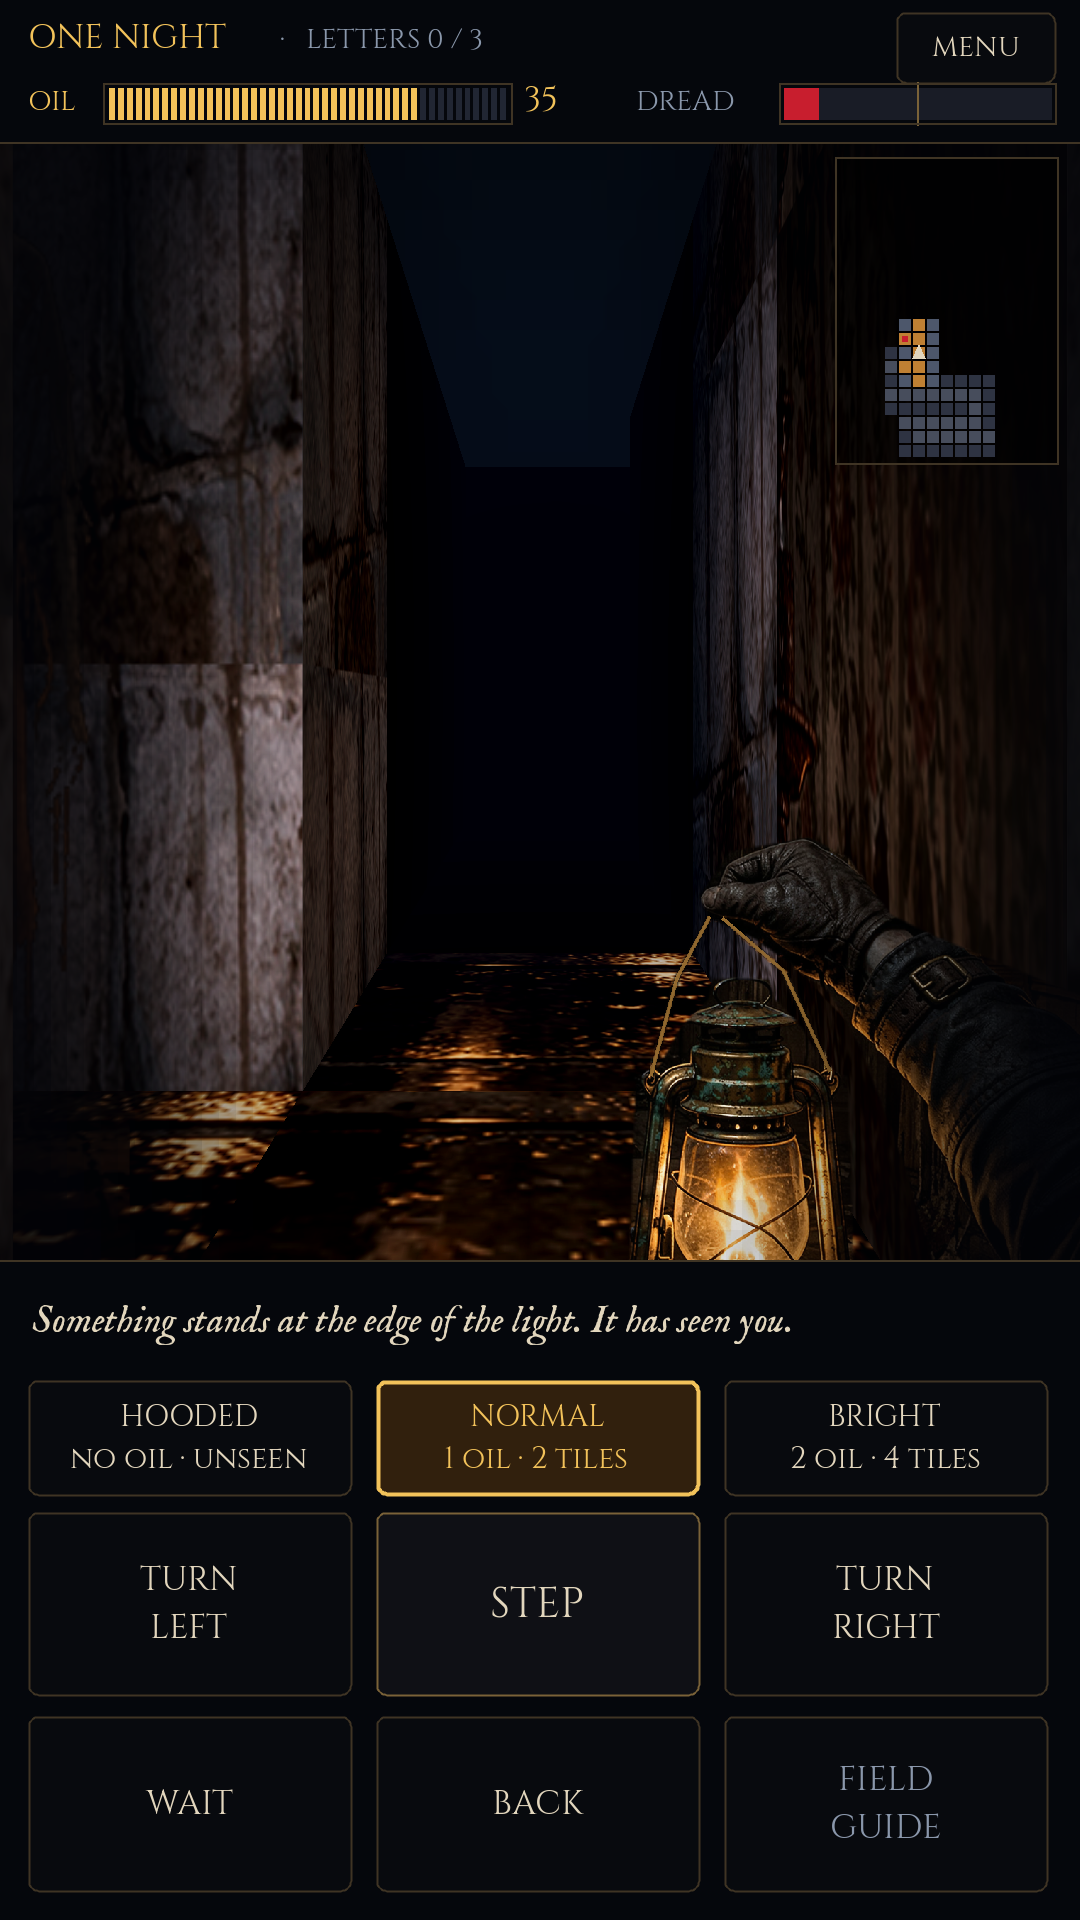 ONE NIGHT · LETTERS 0 / 3
MENU
OIL 35 DREAD
Something stands at the edge of the light. It has seen you.
HOODED
NO OIL · UNSEEN
NORMAL
1 OIL · 2 TILES
BRIGHT
2 OIL · 4 TILES
TURN
LEFT
STEP
TURN
RIGHT
WAIT
BACK
FIELD
GUIDE